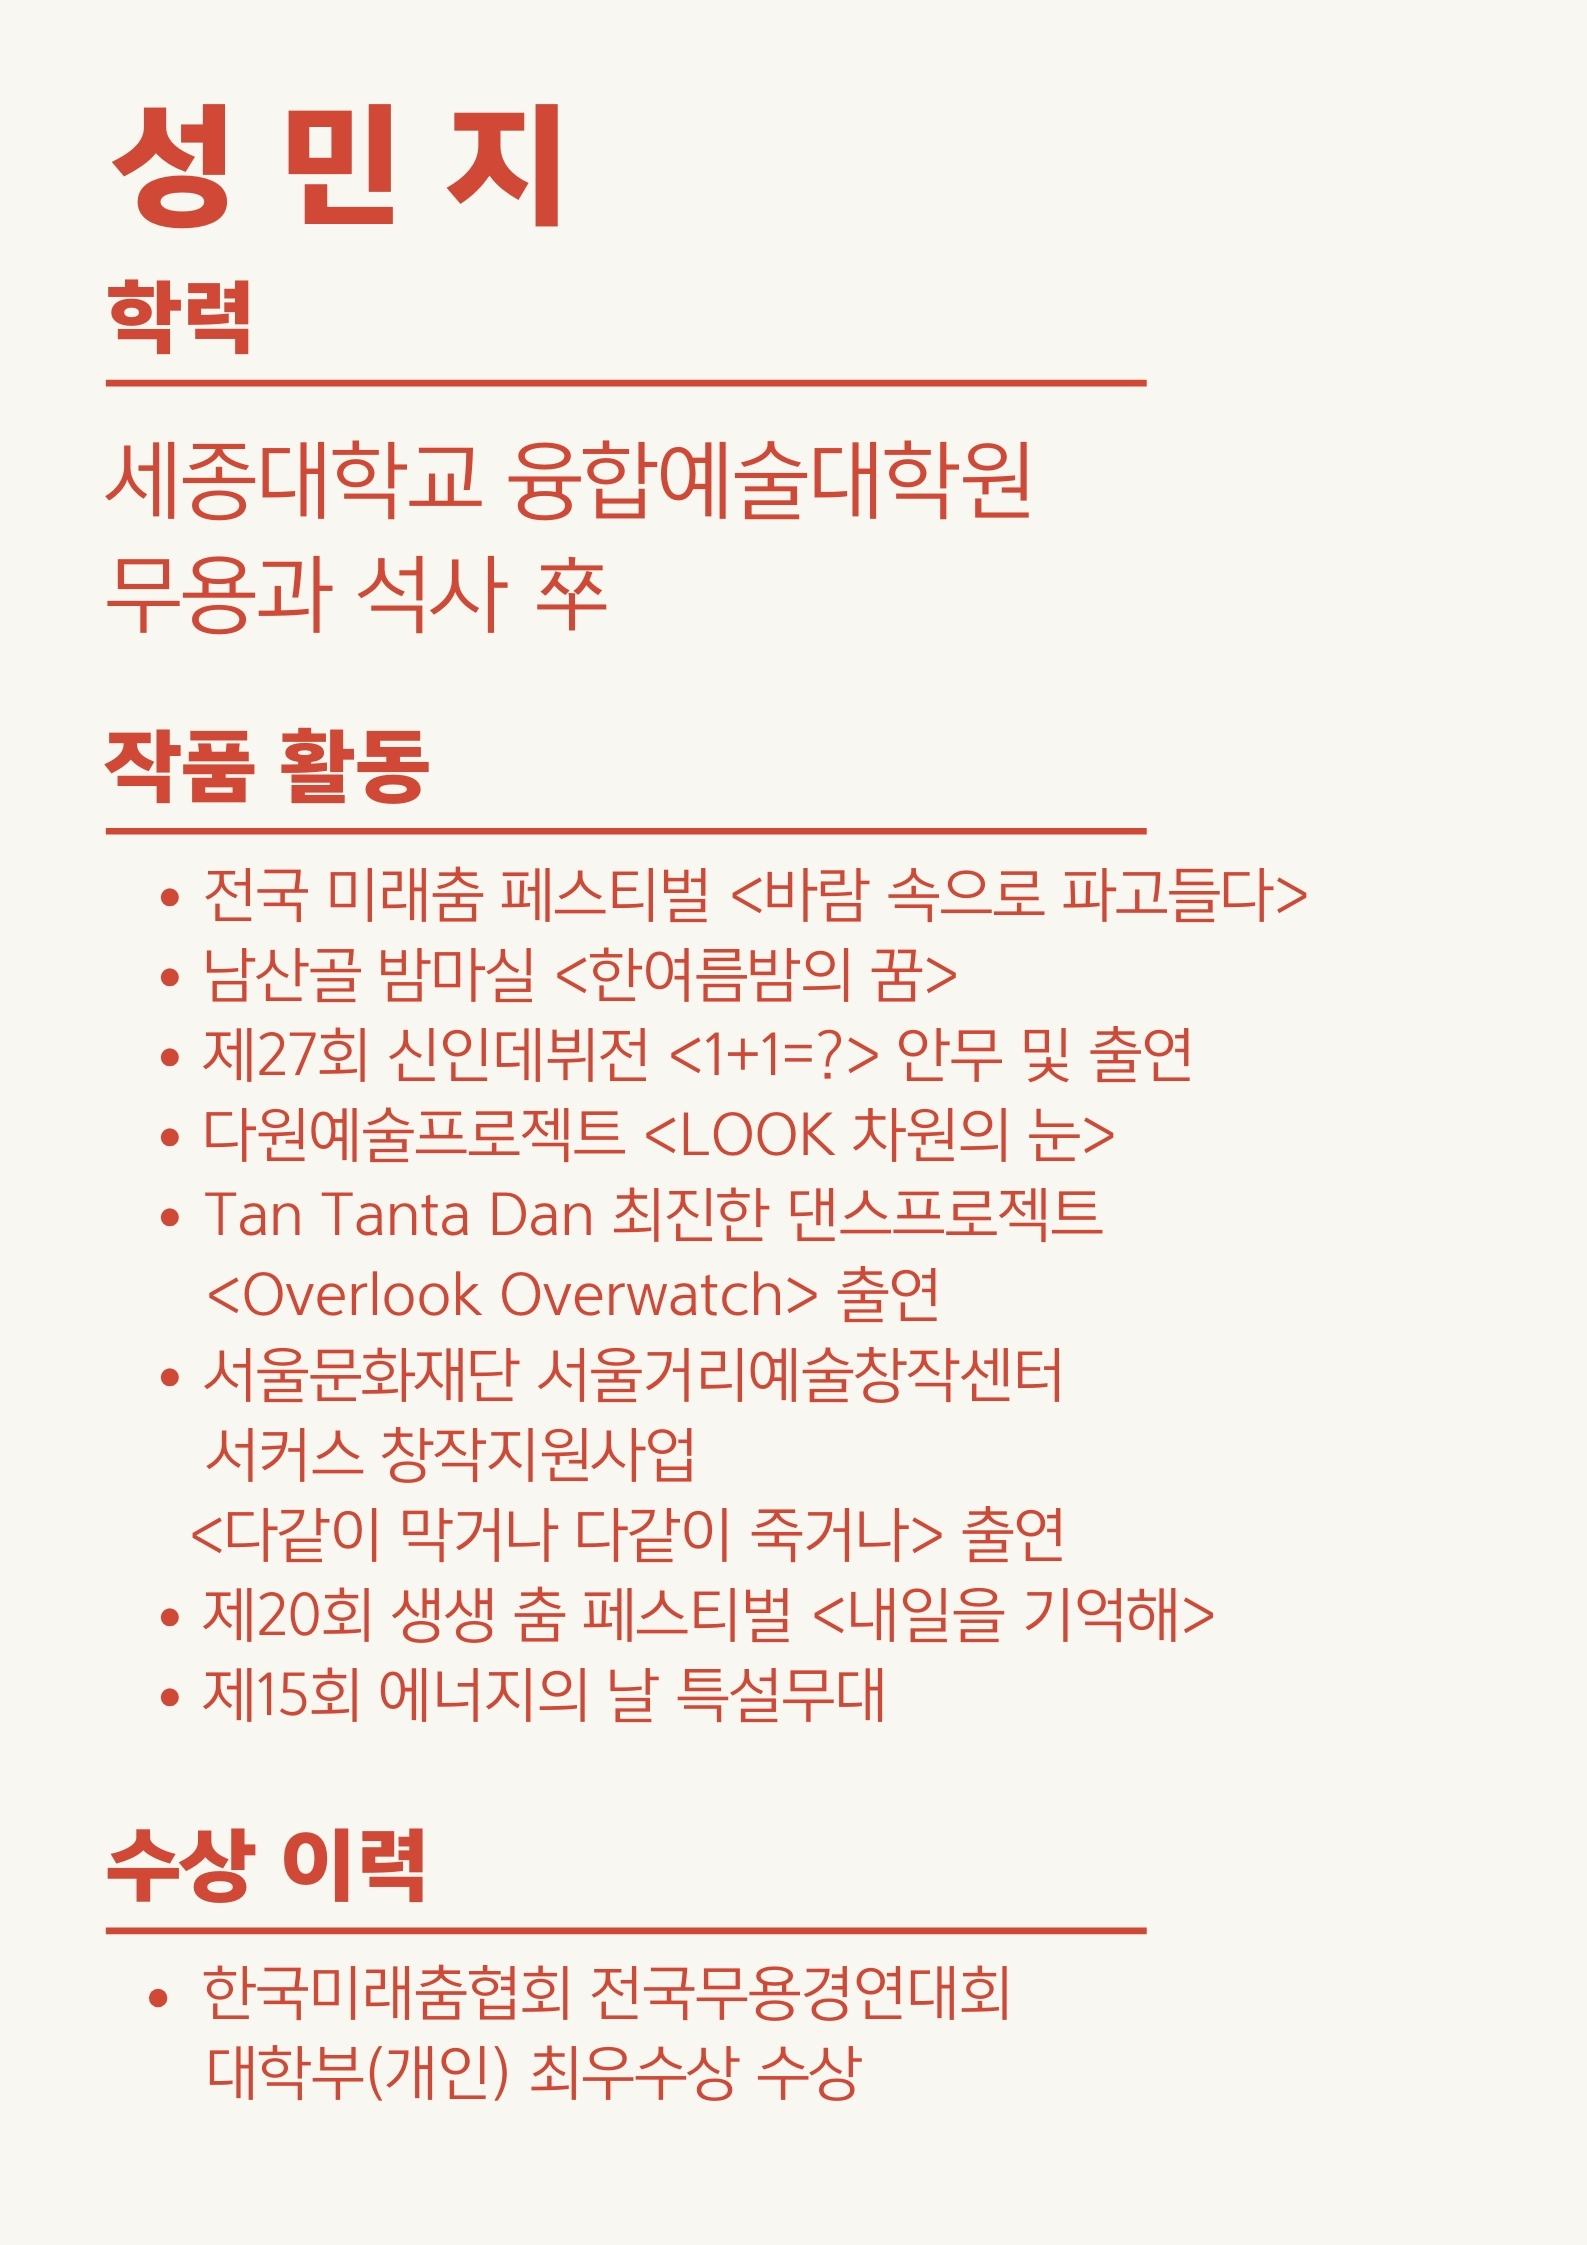 성 민 지
학력
세종대학교 융합예술대학원
무용과 석사 卒
작품 활동
• 전국 미래춤 페스티벌 <바람 속으로 파고들다>
• 남산골 밤마실 <한여름밤의 꿈>
• 제27회 신인데뷔전 <1+1=?> 안무 및 출연
• 다원예술프로젝트 <LOOK 차원의 눈>
• Tan Tanta Dan 최진한 댄스프로젝트
<Overlook Overwatch> 출연
• 서울문화재단 서울거리예술창작센터
서커스 창작지원사업
<다같이 막거나 다같이 죽거나> 출연
• 제20회 생생 춤 페스티벌 <내일을 기억해>
• 제15회 에너지의 날 특설무대
수상 이력
• 한국미래춤협회 전국무용경연대회
대학부(개인) 최우수상 수상